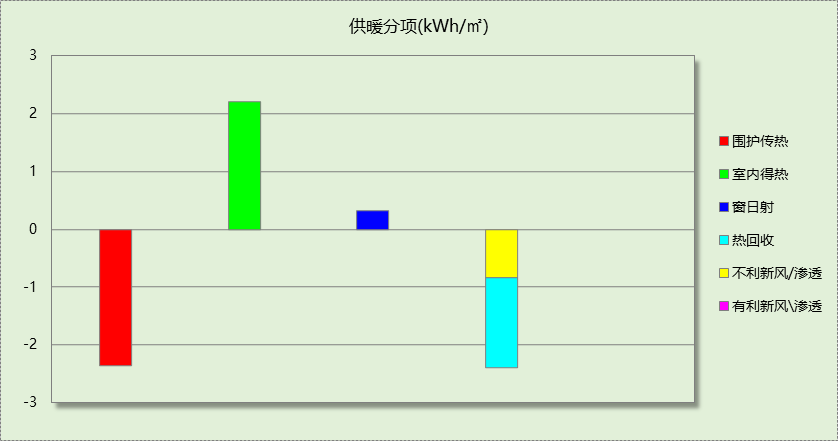 供暖分项(kWh/㎡)
3
2
1
0
-1
-2
-3
围护传热
室内得热
窗日射
热回收
不利新风/渗透
有利新风\渗透